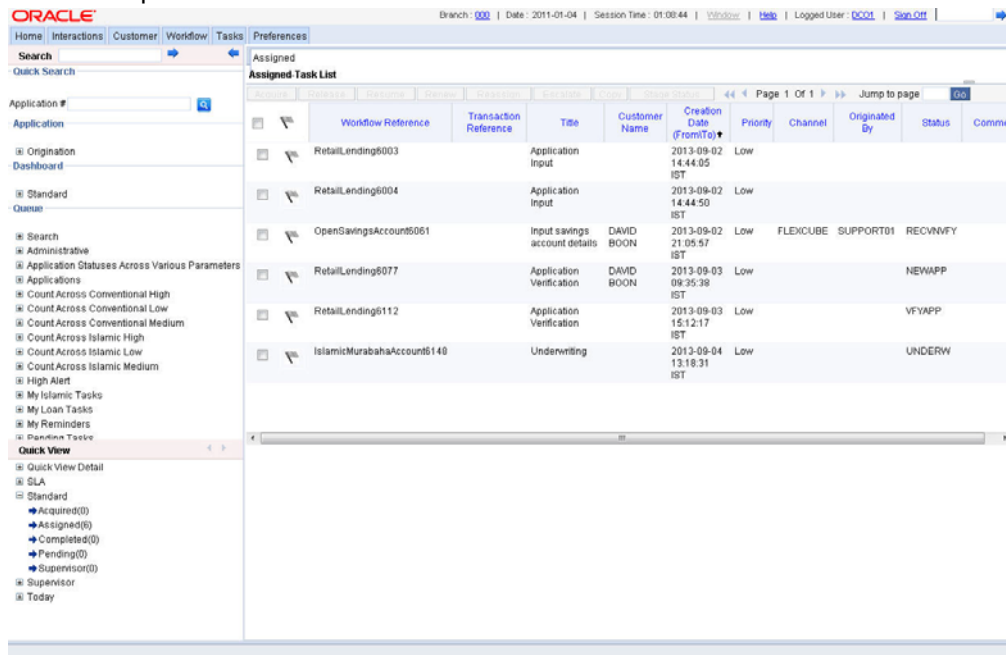 ORACLE
Branch : 000 | Date : 2011-01-04 | Session Time : 01:08:44 | Window | Help | Logged User : DC01 | Sign Off |
Home Interactions Customer Workflow Tasks Preferences
Search
Quick Search
Application #
Application
Origination
Dashboard
Standard
Queue
Search
Administrative
Application Statuses Across Various Parameters
Applications
Count Across Conventional High
Count Across Conventional Low
Count Across Conventional Medium
Count Across Islamic High
Count Across Islamic Low
Count Across Islamic Medium
High Alert
My Islamic Tasks
My Loan Tasks
My Reminders
Pending Tasks
Quick View
Quick View Detail
SLA
Standard
Acquired(0)
Assigned(6)
Completed(0)
Pending(0)
Supervisor(0)
Supervisor
Today
Assigned
Assigned-Task List
Acquire Release Resume Renew Reassign Escalate Copy Stage Status Page 1 Of 1 Jump to page Go
Workflow Reference Transaction Reference Title Customer Name Creation Date (From\To) Priority Channel Originated By Status Comme
RetailLending6003 Application Input 2013-09-02 14:44:05 IST Low
RetailLending6004 Application Input 2013-09-02 14:44:50 IST Low
OpenSavingsAccount6061 Input savings account details DAVID BOON 2013-09-02 21:05:57 IST Low FLEXCUBE SUPPORT01 RECVNVFY
RetailLending6077 Application Verification DAVID BOON 2013-09-03 09:35:38 IST Low NEWAPP
RetailLending6112 Application Verification 2013-09-03 15:12:17 IST Low VFYAPP
IslamicMurabahaAccount6140 Underwriting 2013-09-04 13:18:31 IST Low UNDERW